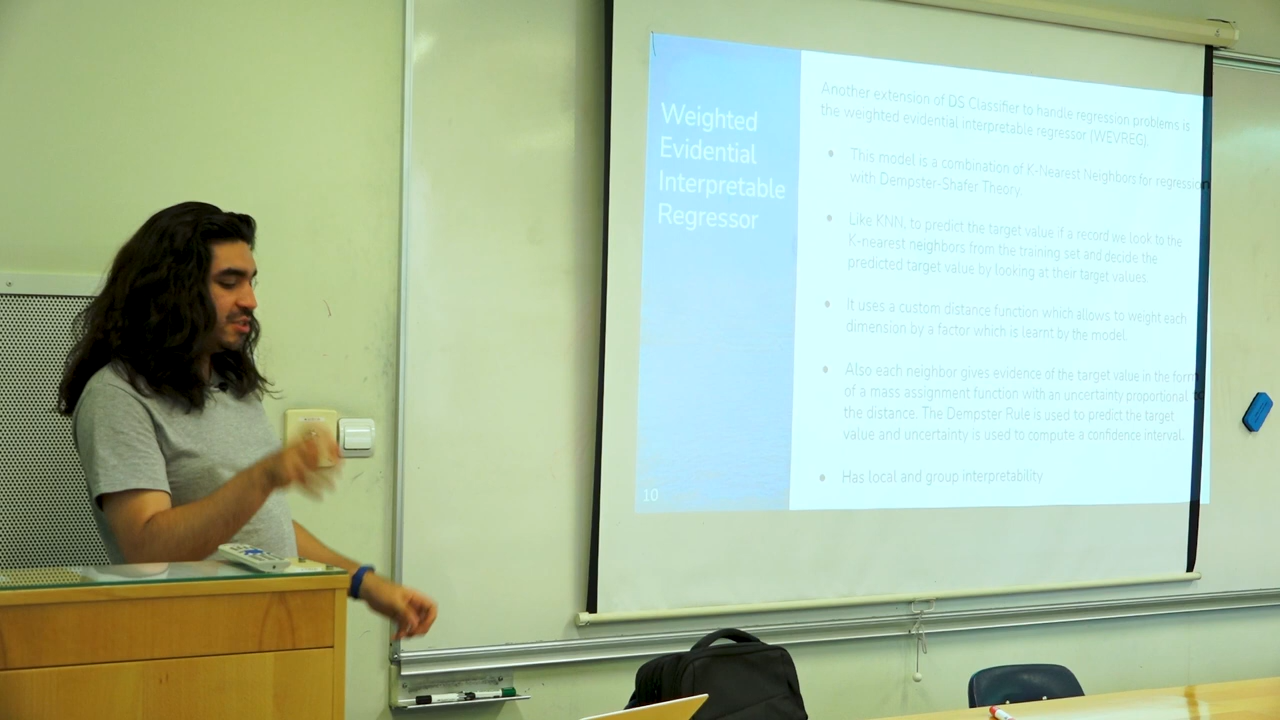 Weighted
Evidential
Interpretable
Regressor
10
Another extension of DS Classifier to handle regression problems is
the weighted evidential interpretable regressor (WEVREG).
● This model is a combination of K-Nearest Neighbors for regression
with Dempster-Shafer Theory.
● Like KNN, to predict the target value if a record we look to the
K-nearest neighbors from the training set and decide the
predicted target value by looking at their target values.
● It uses a custom distance function which allows to weight each
dimension by a factor which is learnt by the model.
● Also each neighbor gives evidence of the target value in the form
of a mass assignment function with an uncertainty proportional to
the distance. The Dempster Rule is used to predict the target
value and uncertainty is used to compute a confidence interval.
● Has local and group interpretability